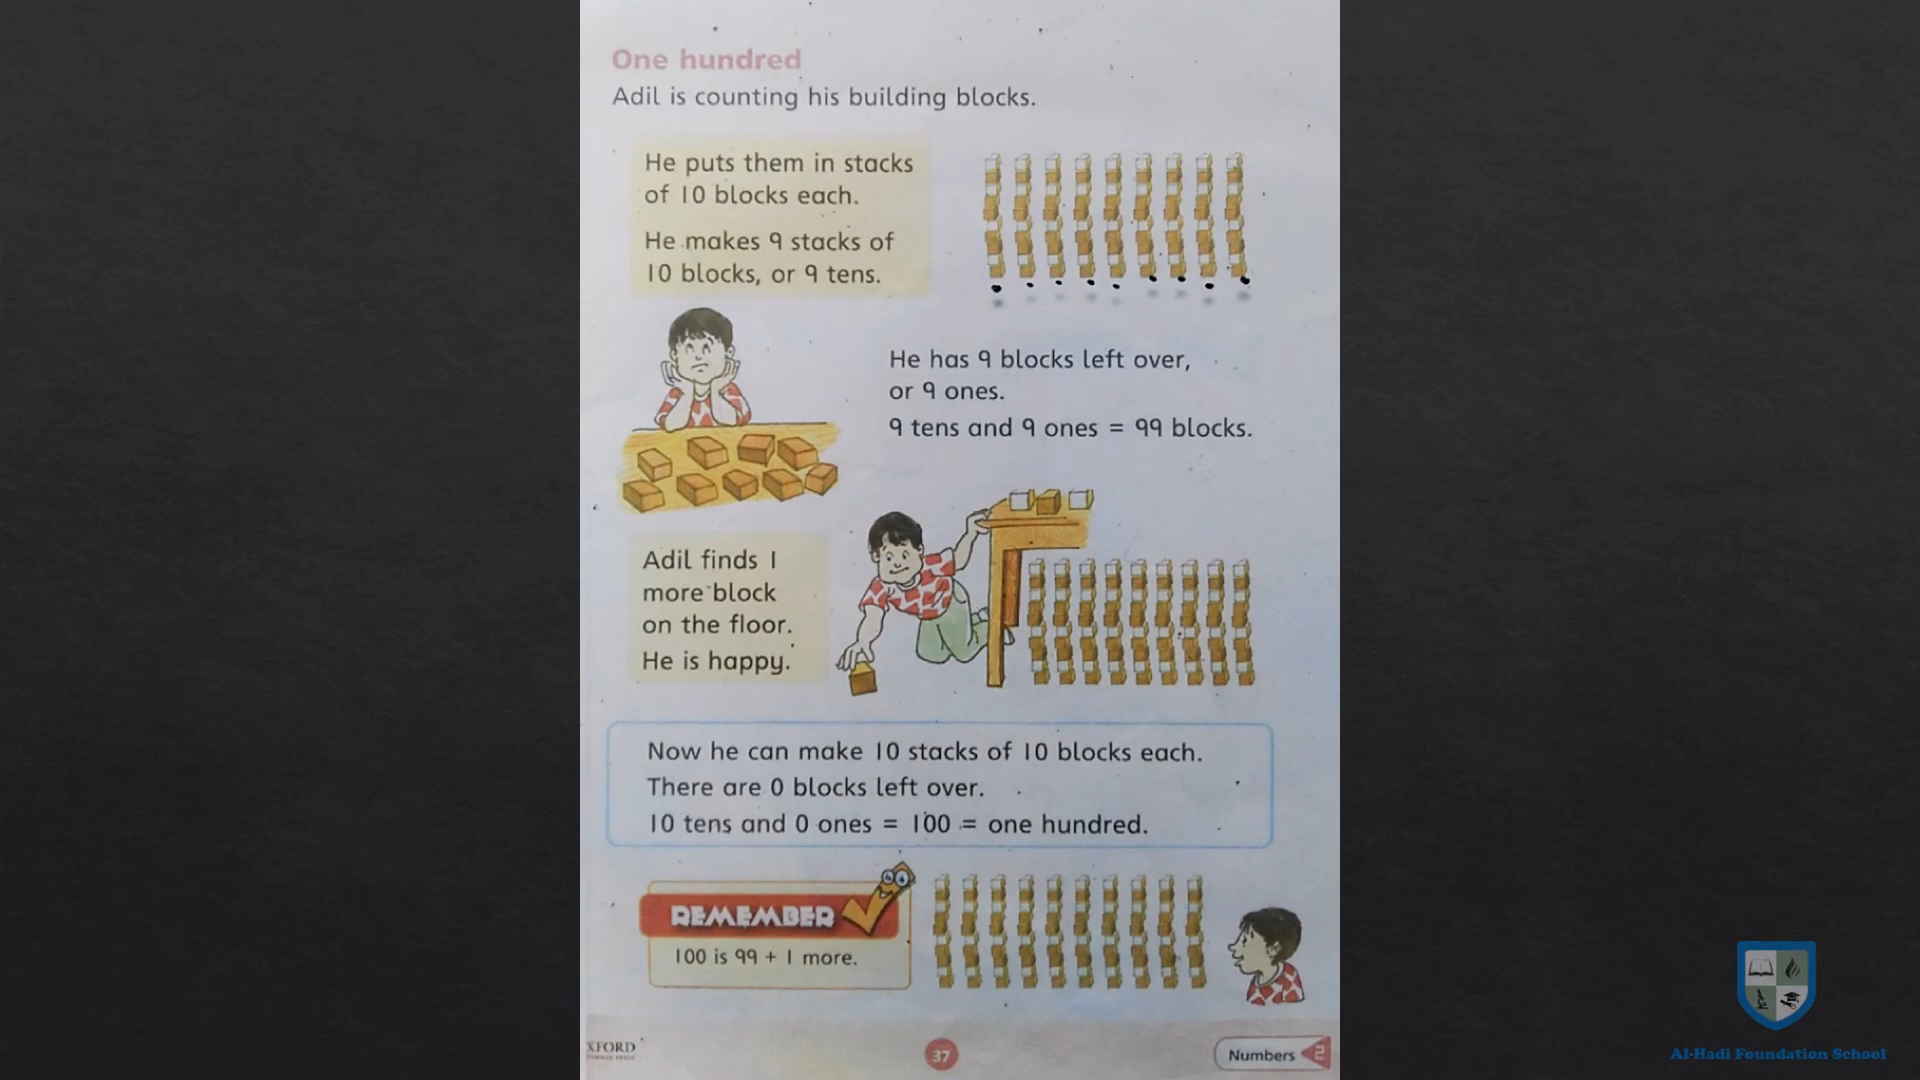 One hundred
Adil is counting his building blocks.
He puts them in stacks
of 10 blocks each.
He makes 9 stacks of
10 blocks, or 9 tens.
He has 9 blocks left over,
or 9 ones.
9 tens and 9 ones = 99 blocks.
Adil finds 1
more block
on the floor.
He is happy.
Now he can make 10 stacks of 10 blocks each.
There are 0 blocks left over.
10 tens and 0 ones = 100 = one hundred.
REMEMBER
100 is 99 + 1 more.
XFORD
37
Numbers 2
Al-Hadi Foundation School